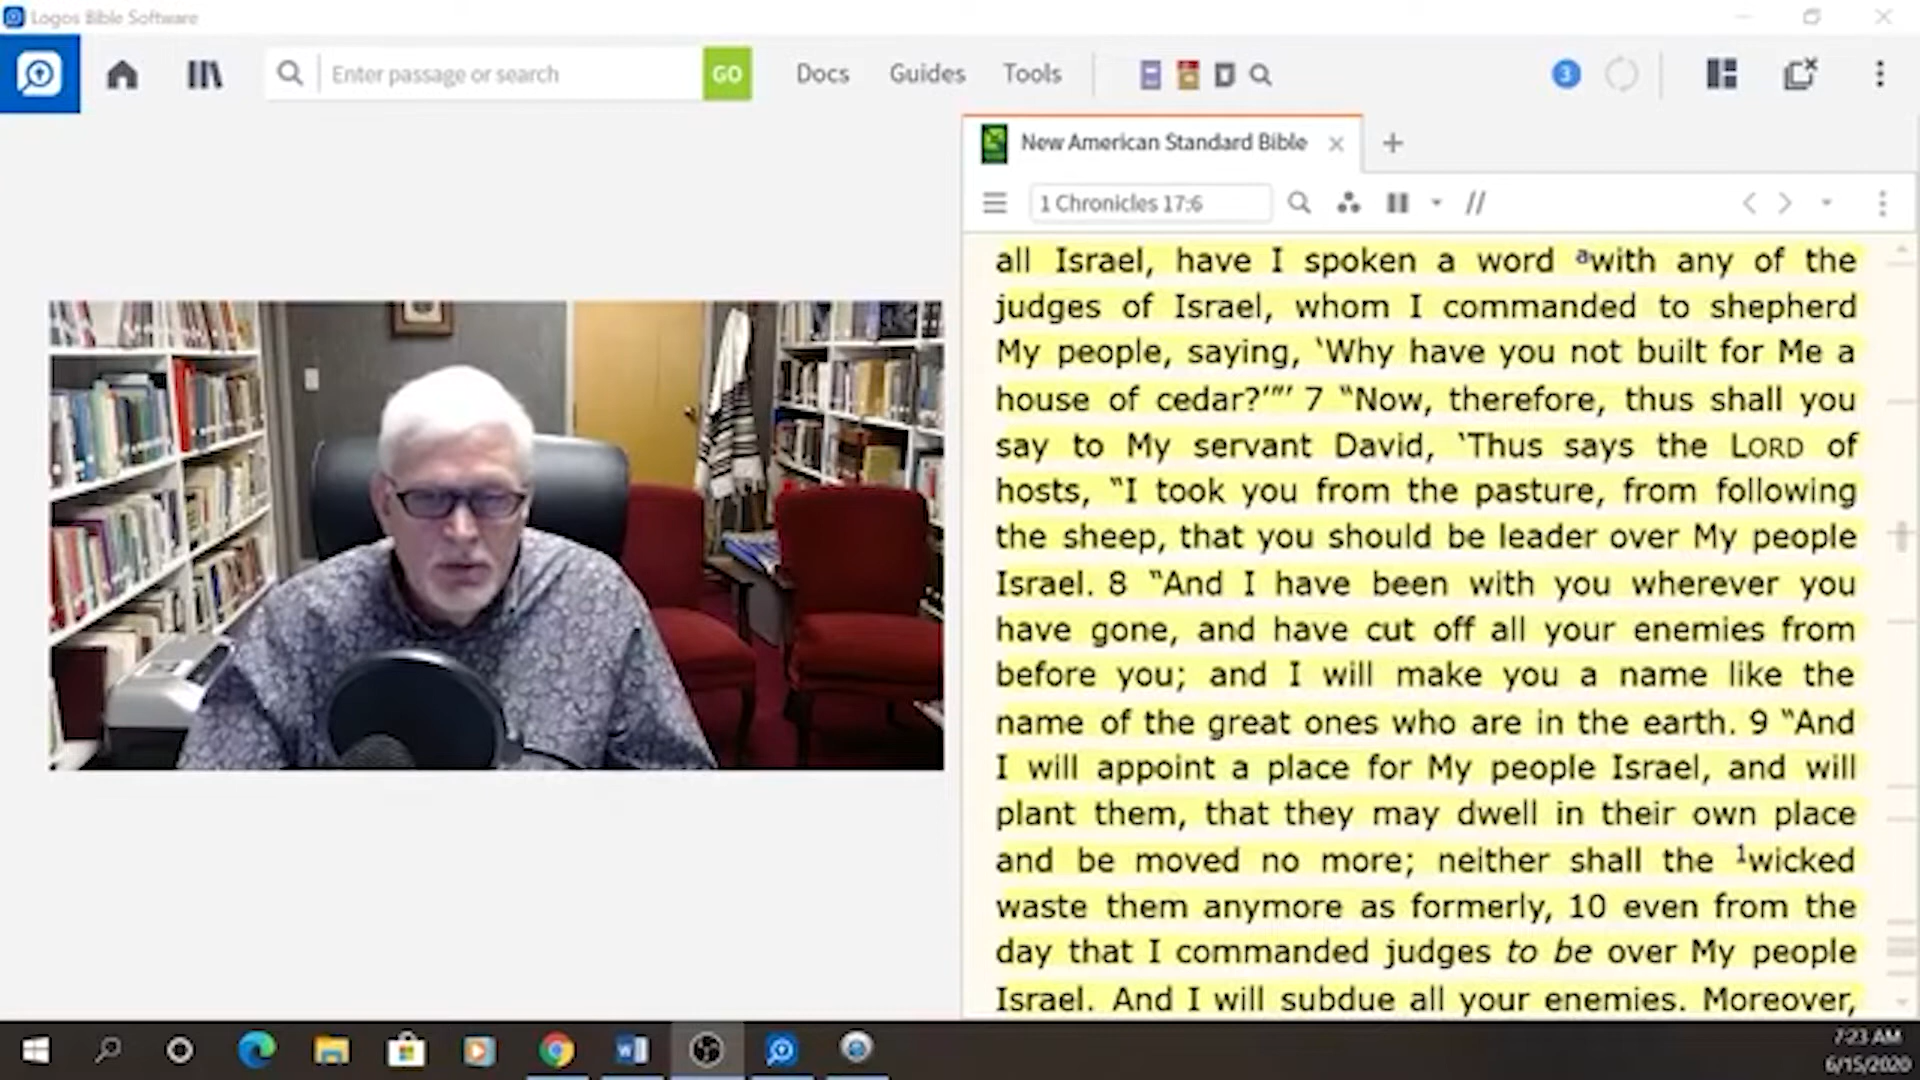 Logos Bible Software
Enter passage or search
GO
Docs
Guides
Tools
3
New American Standard Bible
1 Chronicles 17:6
all Israel, have I spoken a word ᵃwith any of the
judges of Israel, whom I commanded to shepherd
My people, saying, ‘Why have you not built for Me a
house of cedar?’”’ 7 “Now, therefore, thus shall you
say to My servant David, ‘Thus says the LORD of
hosts, “I took you from the pasture, from following
the sheep, that you should be leader over My people
Israel. 8 “And I have been with you wherever you
have gone, and have cut off all your enemies from
before you; and I will make you a name like the
name of the great ones who are in the earth. 9 “And
I will appoint a place for My people Israel, and will
plant them, that they may dwell in their own place
and be moved no more; neither shall the ¹wicked
waste them anymore as formerly, 10 even from the
day that I commanded judges to be over My people
Israel. And I will subdue all your enemies. Moreover,
7:23 AM
6/15/2020